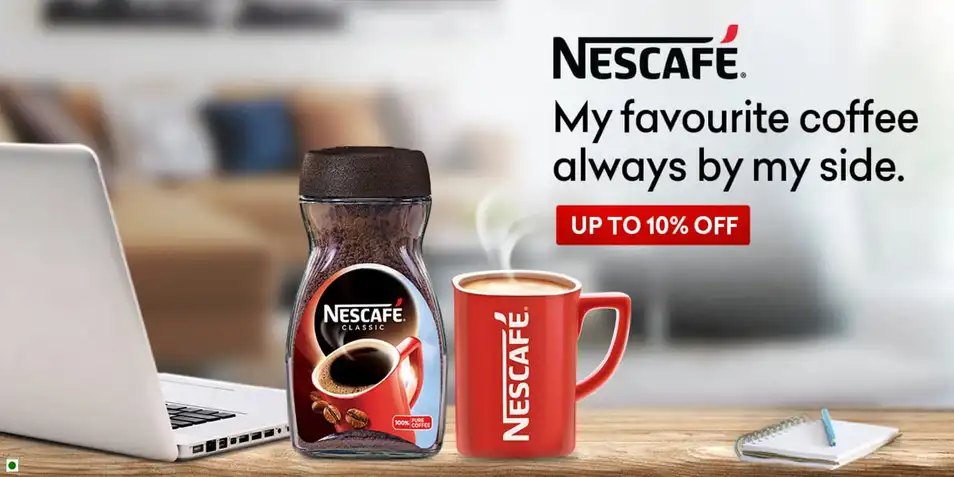 NESCAFÉ®
My favourite coffee
always by my side.
UP TO 10% OFF
NESCAFÉ®
CLASSIC
100% PURE
COFFEE
NESCAFÉ®